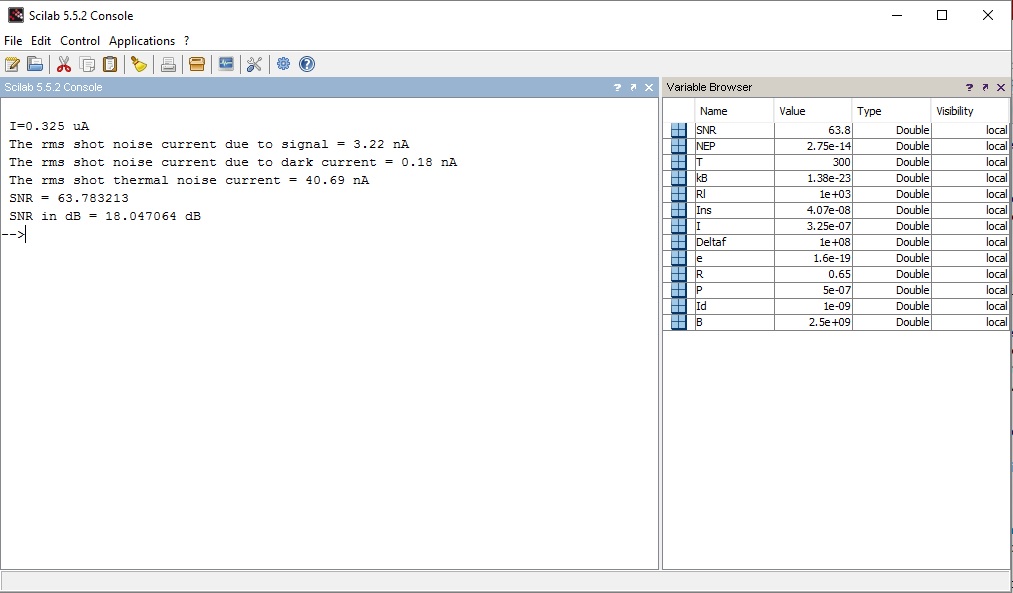 Scilab 5.5.2 Console
File Edit Control Applications ?
Scilab 5.5.2 Console
I=0.325 uA
The rms shot noise current due to signal = 3.22 nA
The rms shot noise current due to dark current = 0.18 nA
The rms shot thermal noise current = 40.69 nA
SNR = 63.783213
SNR in dB = 18.047064 dB
-->
Variable Browser
Name Value Type Visibility
SNR 63.8 Double local
NEP 2.75e-14 Double local
T 300 Double local
kB 1.38e-23 Double local
Rl 1e+03 Double local
Ins 4.07e-08 Double local
I 3.25e-07 Double local
Deltaf 1e+08 Double local
e 1.6e-19 Double local
R 0.65 Double local
P 5e-07 Double local
Id 1e-09 Double local
B 2.5e+09 Double local